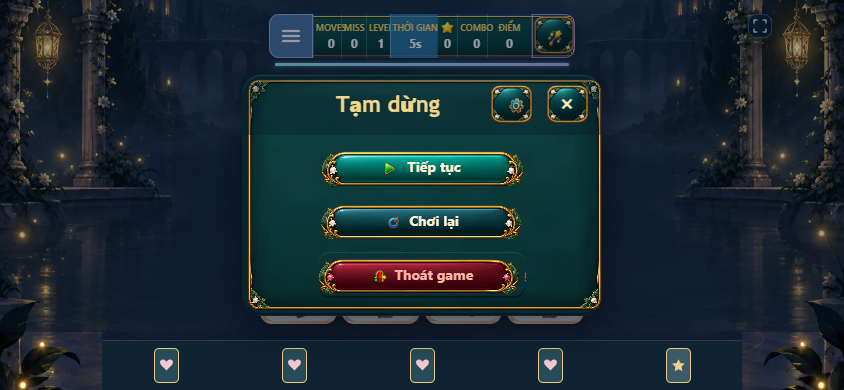 MOVES MISS LEVEL THỜI GIAN COMBO ĐIỂM
0 0 1 5s 0 0 0
Tạm dừng
Tiếp tục
Chơi lại
Thoát game